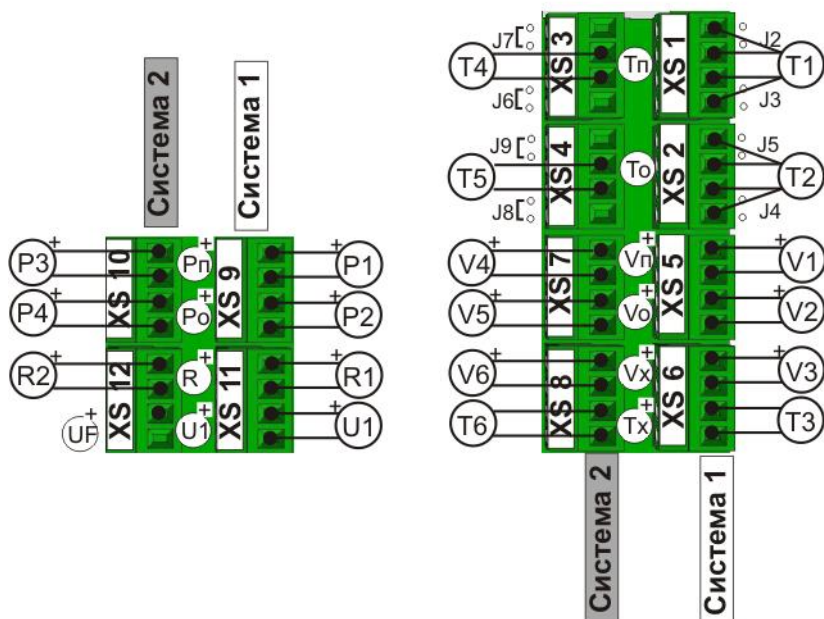 Система 2
Система 1
P3 + XS 10 Pп + XS 9 + P1
P4 + Po + + P2
R2 + XS 12 R + XS 11 + R1
UF + U1 + + U1
J7 XS 3 XS 1 J2
T4 Tп T1
J6 J3
J9 XS 4 XS 2 J5
T5 To T2
J8 J4
V4 + XS 7 Vп + XS 5 + V1
V5 + Vo + + V2
V6 + XS 8 Vx + XS 6 + V3
T6 Tx + T3
Система 2
Система 1